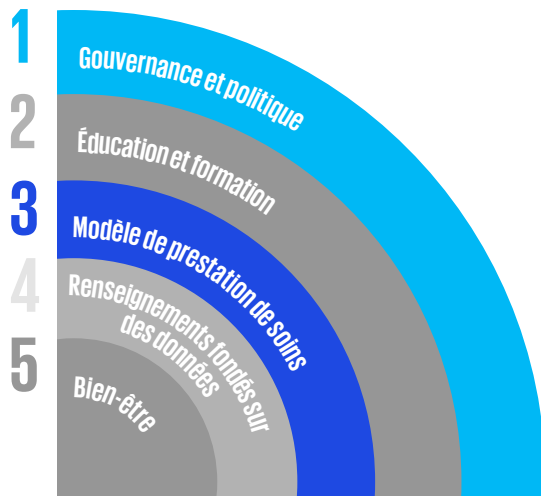 1
Gouvernance et politique
2
Éducation et formation
3
Modèle de prestation de soins
4
Renseignements fondés sur
des données
5
Bien-être